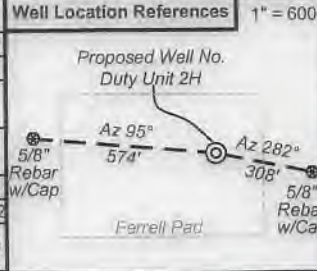 Well Location References
1" = 600
Proposed Well No.
Duty Unit 2H
Az 95°
574'
Az 282°
308'
5/8"
Rebar
w/Cap
5/8"
Reba
w/Ca
Ferrell Pad